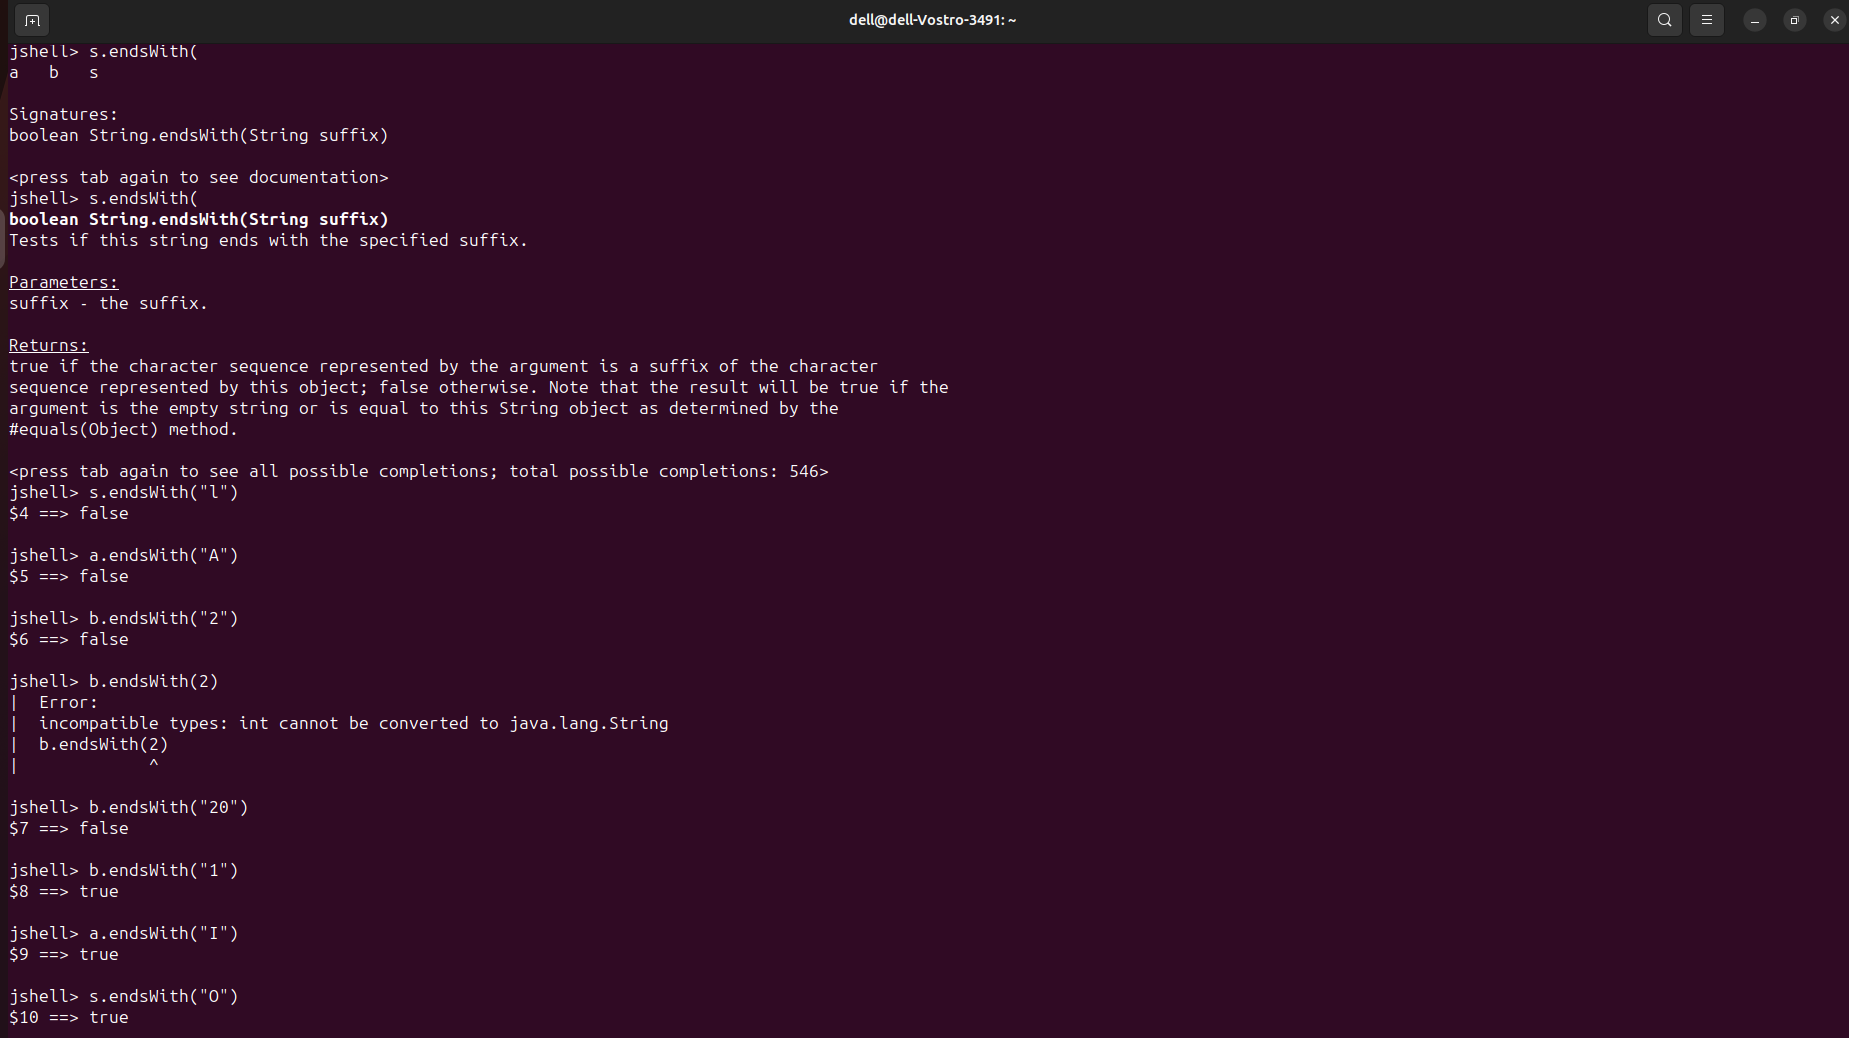 dell@dell-Vostro-3491: ~
jshell> s.endsWith(
a   b   s
Signatures:
boolean String.endsWith(String suffix)
<press tab again to see documentation>
jshell> s.endsWith(
boolean String.endsWith(String suffix)
Tests if this string ends with the specified suffix.
Parameters:
suffix - the suffix.
Returns:
true if the character sequence represented by the argument is a suffix of the character
sequence represented by this object; false otherwise. Note that the result will be true if the
argument is the empty string or is equal to this String object as determined by the
#equals(Object) method.
<press tab again to see all possible completions; total possible completions: 546>
jshell> s.endsWith("l")
$4 ==> false
jshell> a.endsWith("A")
$5 ==> false
jshell> b.endsWith("2")
$6 ==> false
jshell> b.endsWith(2)
|  Error:
|  incompatible types: int cannot be converted to java.lang.String
|  b.endsWith(2)
|             ^
jshell> b.endsWith("20")
$7 ==> false
jshell> b.endsWith("1")
$8 ==> true
jshell> a.endsWith("I")
$9 ==> true
jshell> s.endsWith("O")
$10 ==> true